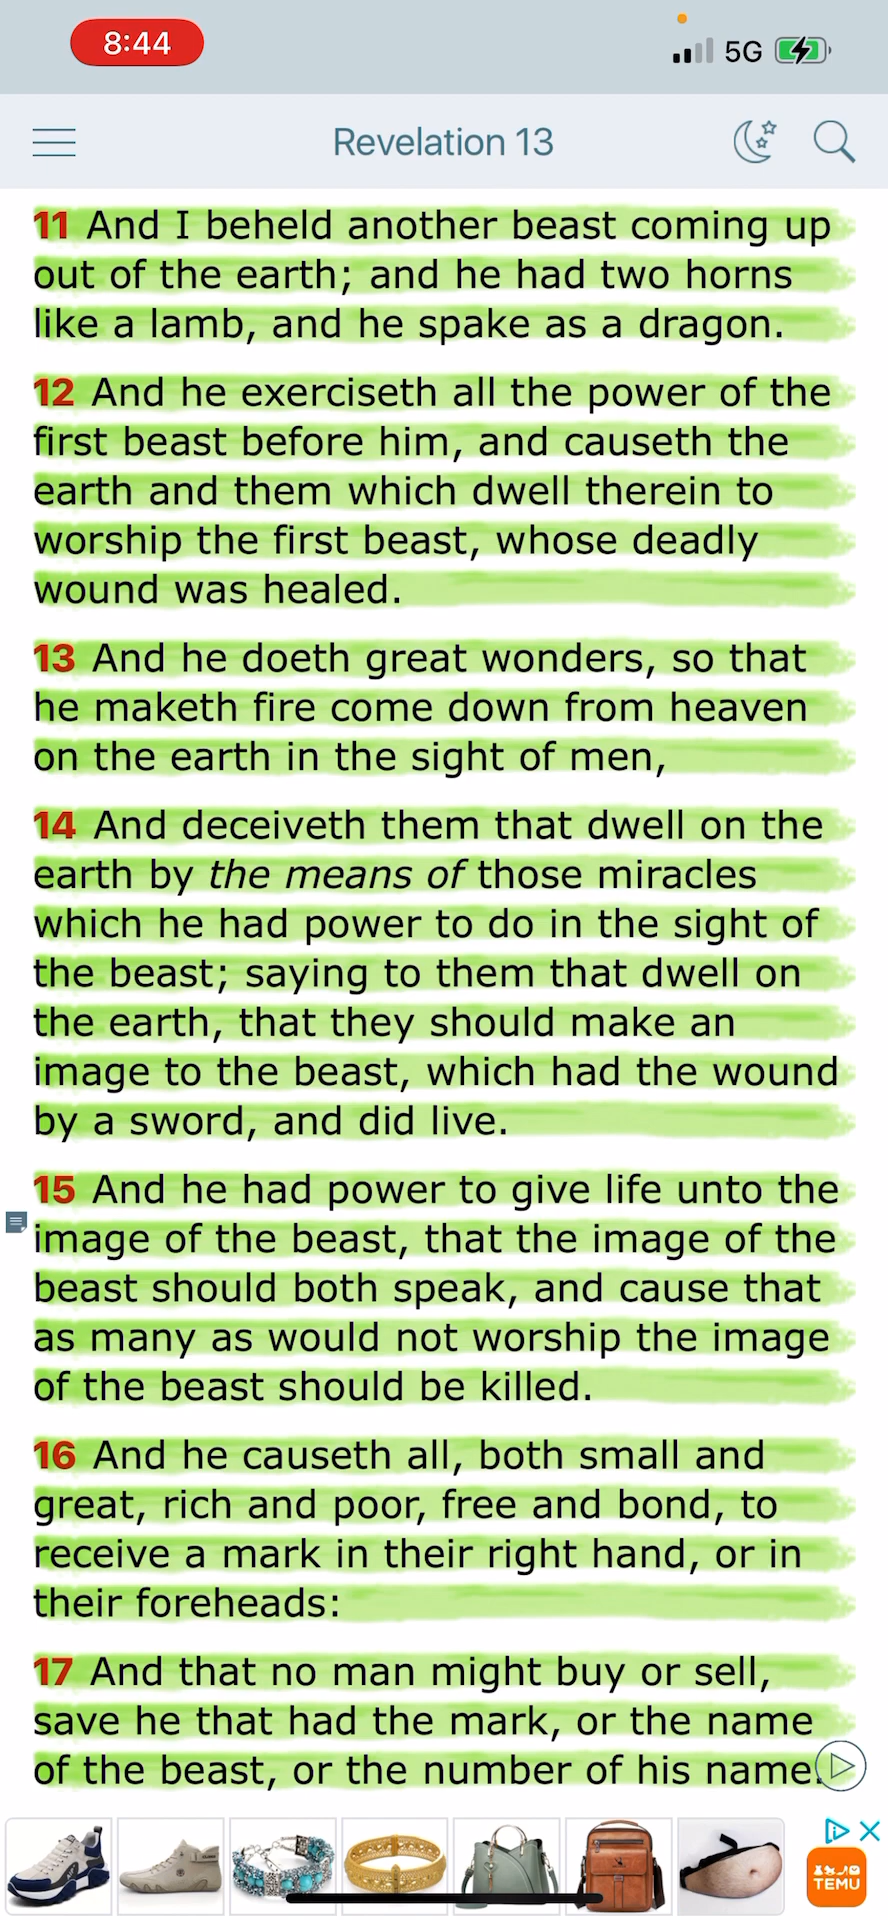 8:44
5G
Revelation 13
11 And I beheld another beast coming up
out of the earth; and he had two horns
like a lamb, and he spake as a dragon.
12 And he exerciseth all the power of the
first beast before him, and causeth the
earth and them which dwell therein to
worship the first beast, whose deadly
wound was healed.
13 And he doeth great wonders, so that
he maketh fire come down from heaven
on the earth in the sight of men,
14 And deceiveth them that dwell on the
earth by the means of those miracles
which he had power to do in the sight of
the beast; saying to them that dwell on
the earth, that they should make an
image to the beast, which had the wound
by a sword, and did live.
15 And he had power to give life unto the
image of the beast, that the image of the
beast should both speak, and cause that
as many as would not worship the image
of the beast should be killed.
16 And he causeth all, both small and
great, rich and poor, free and bond, to
receive a mark in their right hand, or in
their foreheads:
17 And that no man might buy or sell,
save he that had the mark, or the name
of the beast, or the number of his name.
TEMU